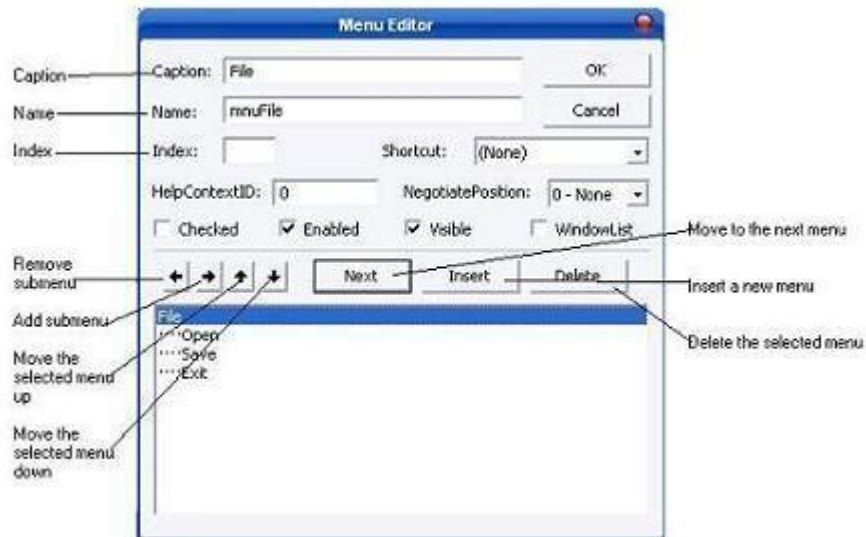 Menu Editor
Caption
Caption:
File
OK
Name
Name:
mnuFile
Cancel
Index
Index:
Shortcut:
(None)
HelpContextID:
0
NegotiatePosition:
0 - None
Checked
Enabled
Visible
WindowList
Move to the next menu
Remove
submenu
Next
Insert
Delete
Insert a new menu
Add submenu
File
Open
Save
Exit
Delete the selected menu
Move the
selected menu
up
Move the
selected menu
down